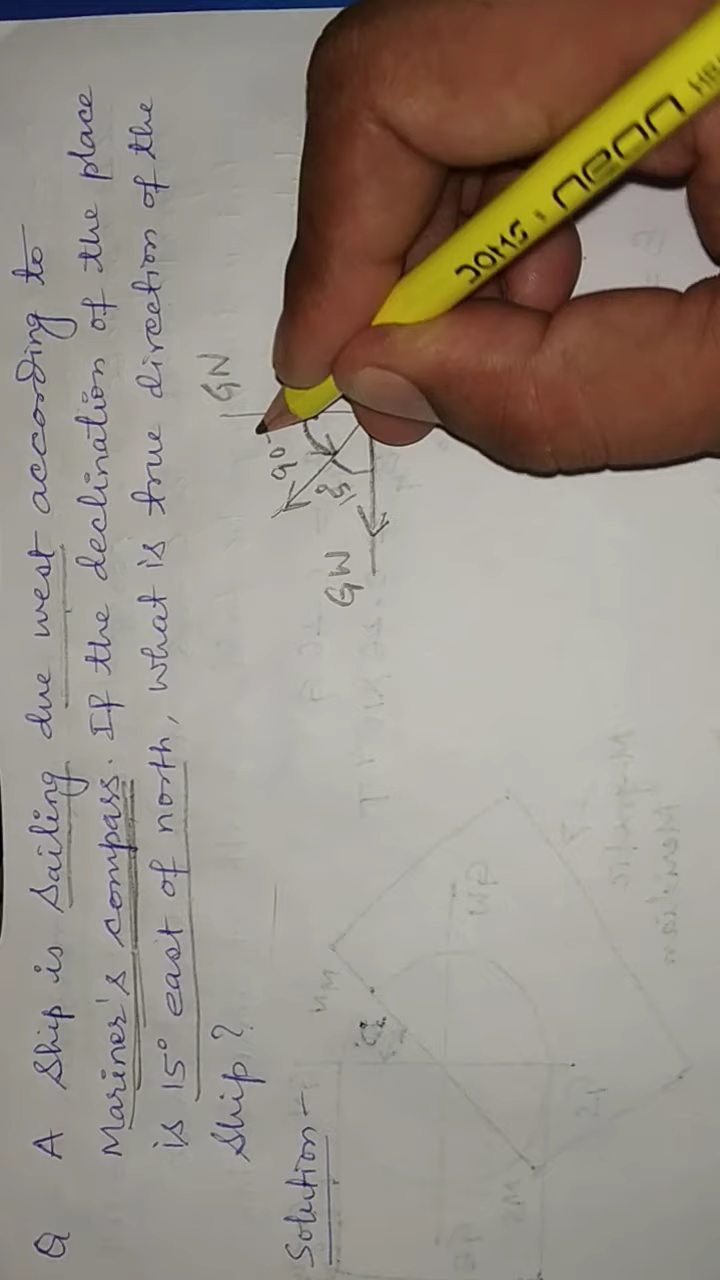 Q A Ship is Sailing due west according to
Mariner's compass. If the declination of the place
is 15° east of north, what is true direction of the
Ship?
Solution-
GN
90
15
GW
DOMS neon